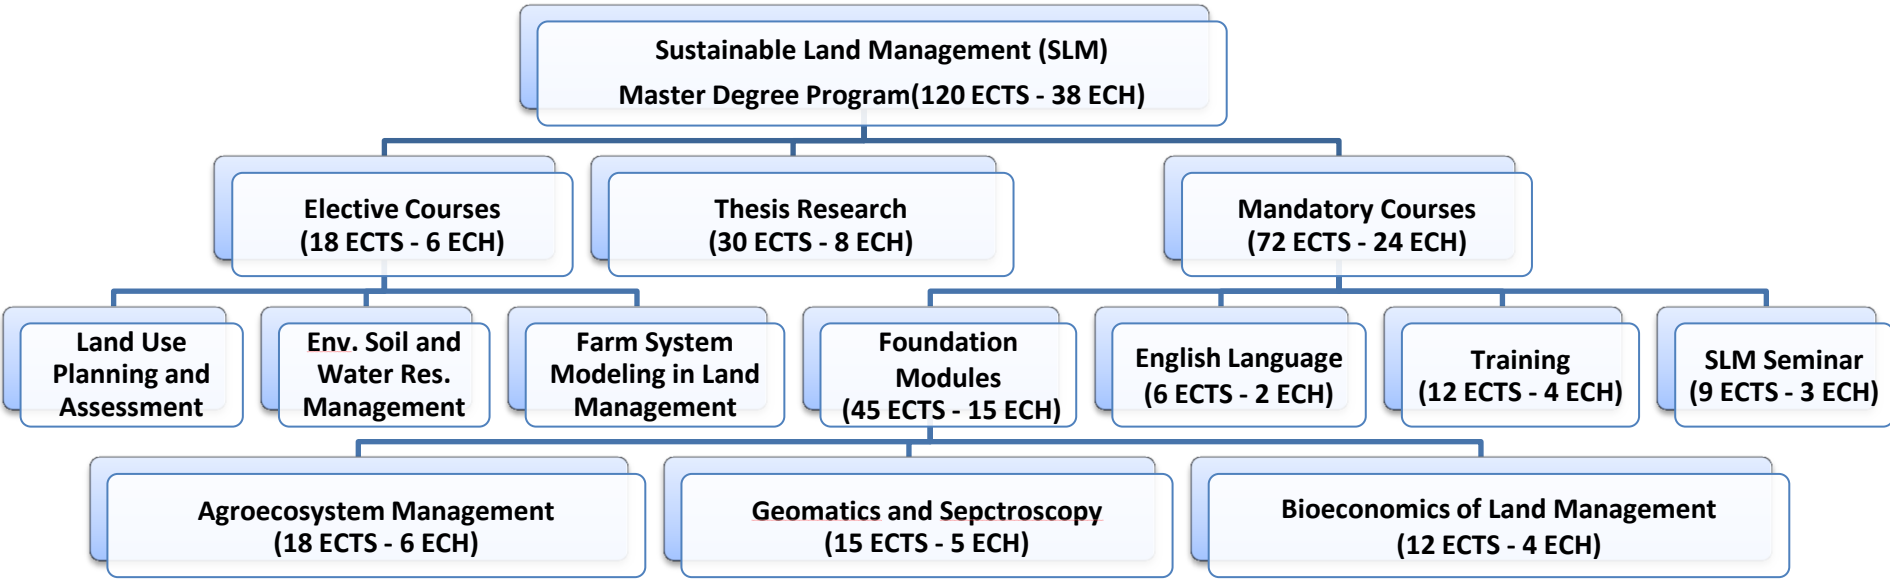 Sustainable Land Management (SLM)
Master Degree Program(120 ECTS - 38 ECH)
Elective Courses
(18 ECTS - 6 ECH)
Thesis Research
(30 ECTS - 8 ECH)
Mandatory Courses
(72 ECTS - 24 ECH)
Land Use
Planning and
Assessment
Env. Soil and
Water Res.
Management
Farm System
Modeling in Land
Management
Foundation
Modules
(45 ECTS - 15 ECH)
English Language
(6 ECTS - 2 ECH)
Training
(12 ECTS - 4 ECH)
SLM Seminar
(9 ECTS - 3 ECH)
Agroecosystem Management
(18 ECTS - 6 ECH)
Geomatics and Sepctroscopy
(15 ECTS - 5 ECH)
Bioeconomics of Land Management
(12 ECTS - 4 ECH)